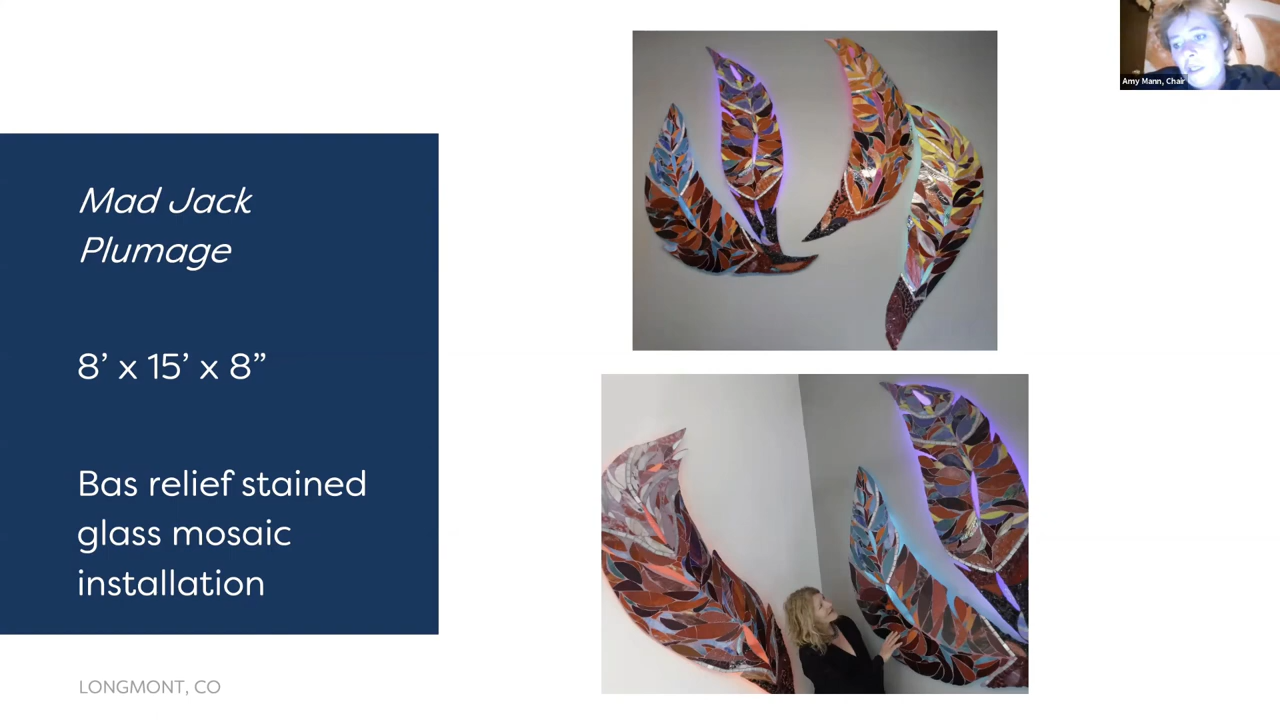 Mad Jack
Plumage
8’ x 15’ x 8”
Bas relief stained
glass mosaic
installation
LONGMONT, CO
Amy Mann, Chair